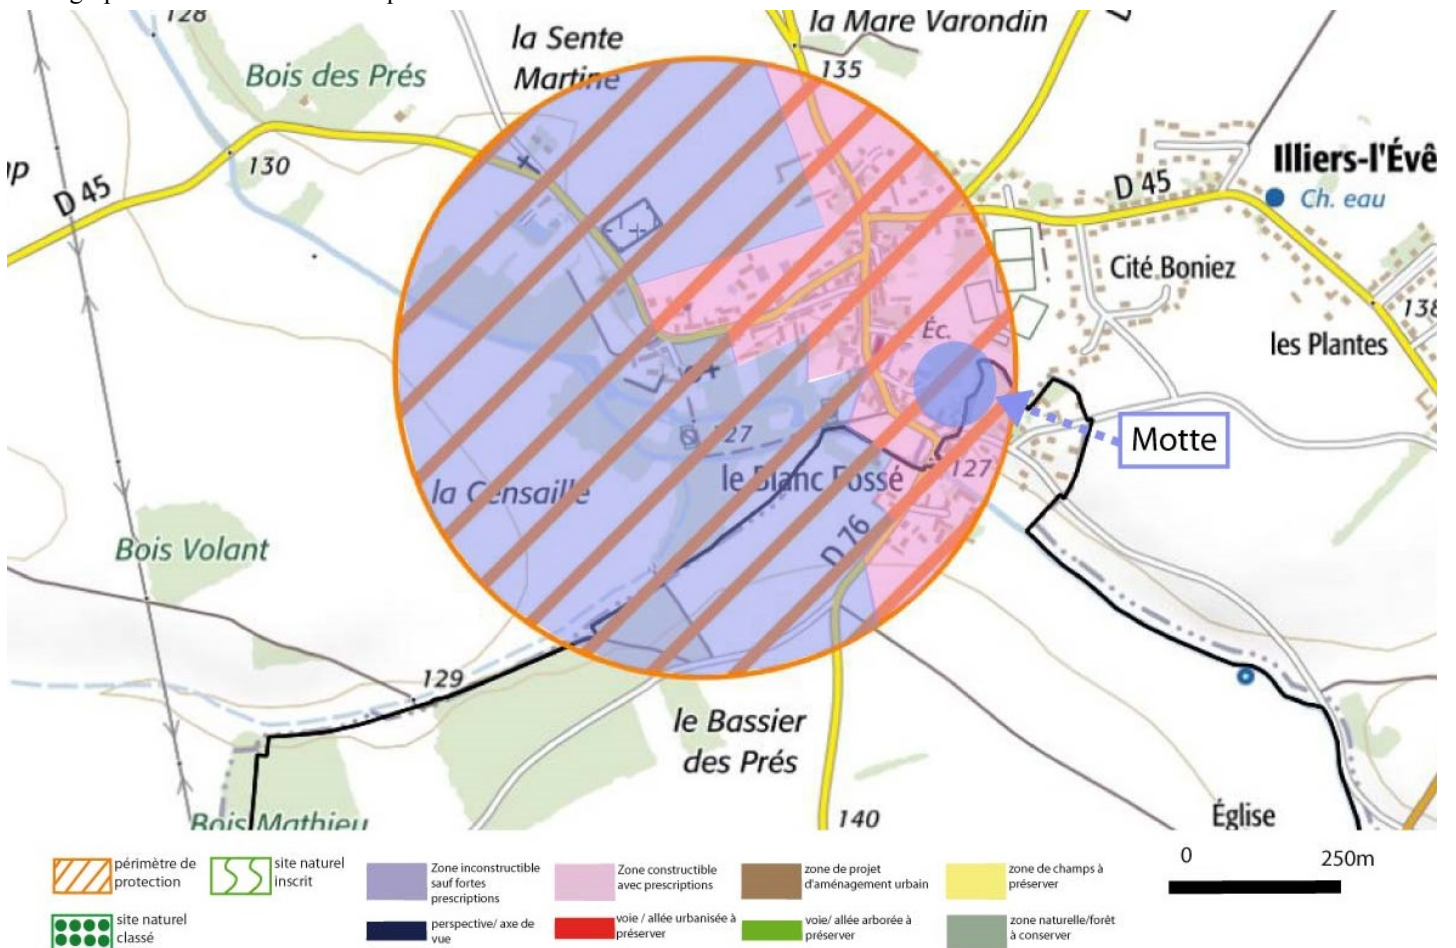 128
la Sente
Martine
la Mare Varondin
Bois des Prés
135
130
D 45
D 45
Illiers-l'Évê
Ch. eau
Cité Boniez
138
les Plantes
Éc.
Motte
127
la Censaille
le Blanc Fossé
127
D 76
Bois Volant
129
le Bassier
des Prés
140
Église
Bois Mathieu
périmètre de
protection
site naturel
inscrit
Zone inconstructible
sauf fortes
prescriptions
Zone constructible
avec prescriptions
zone de projet
d'aménagement urbain
zone de champs à
préserver
0
250m
site naturel
classé
perspective/ axe de
vue
voie / allée urbanisée à
préserver
voie/ allée arborée à
préserver
zone naturelle/forêt
à conserver